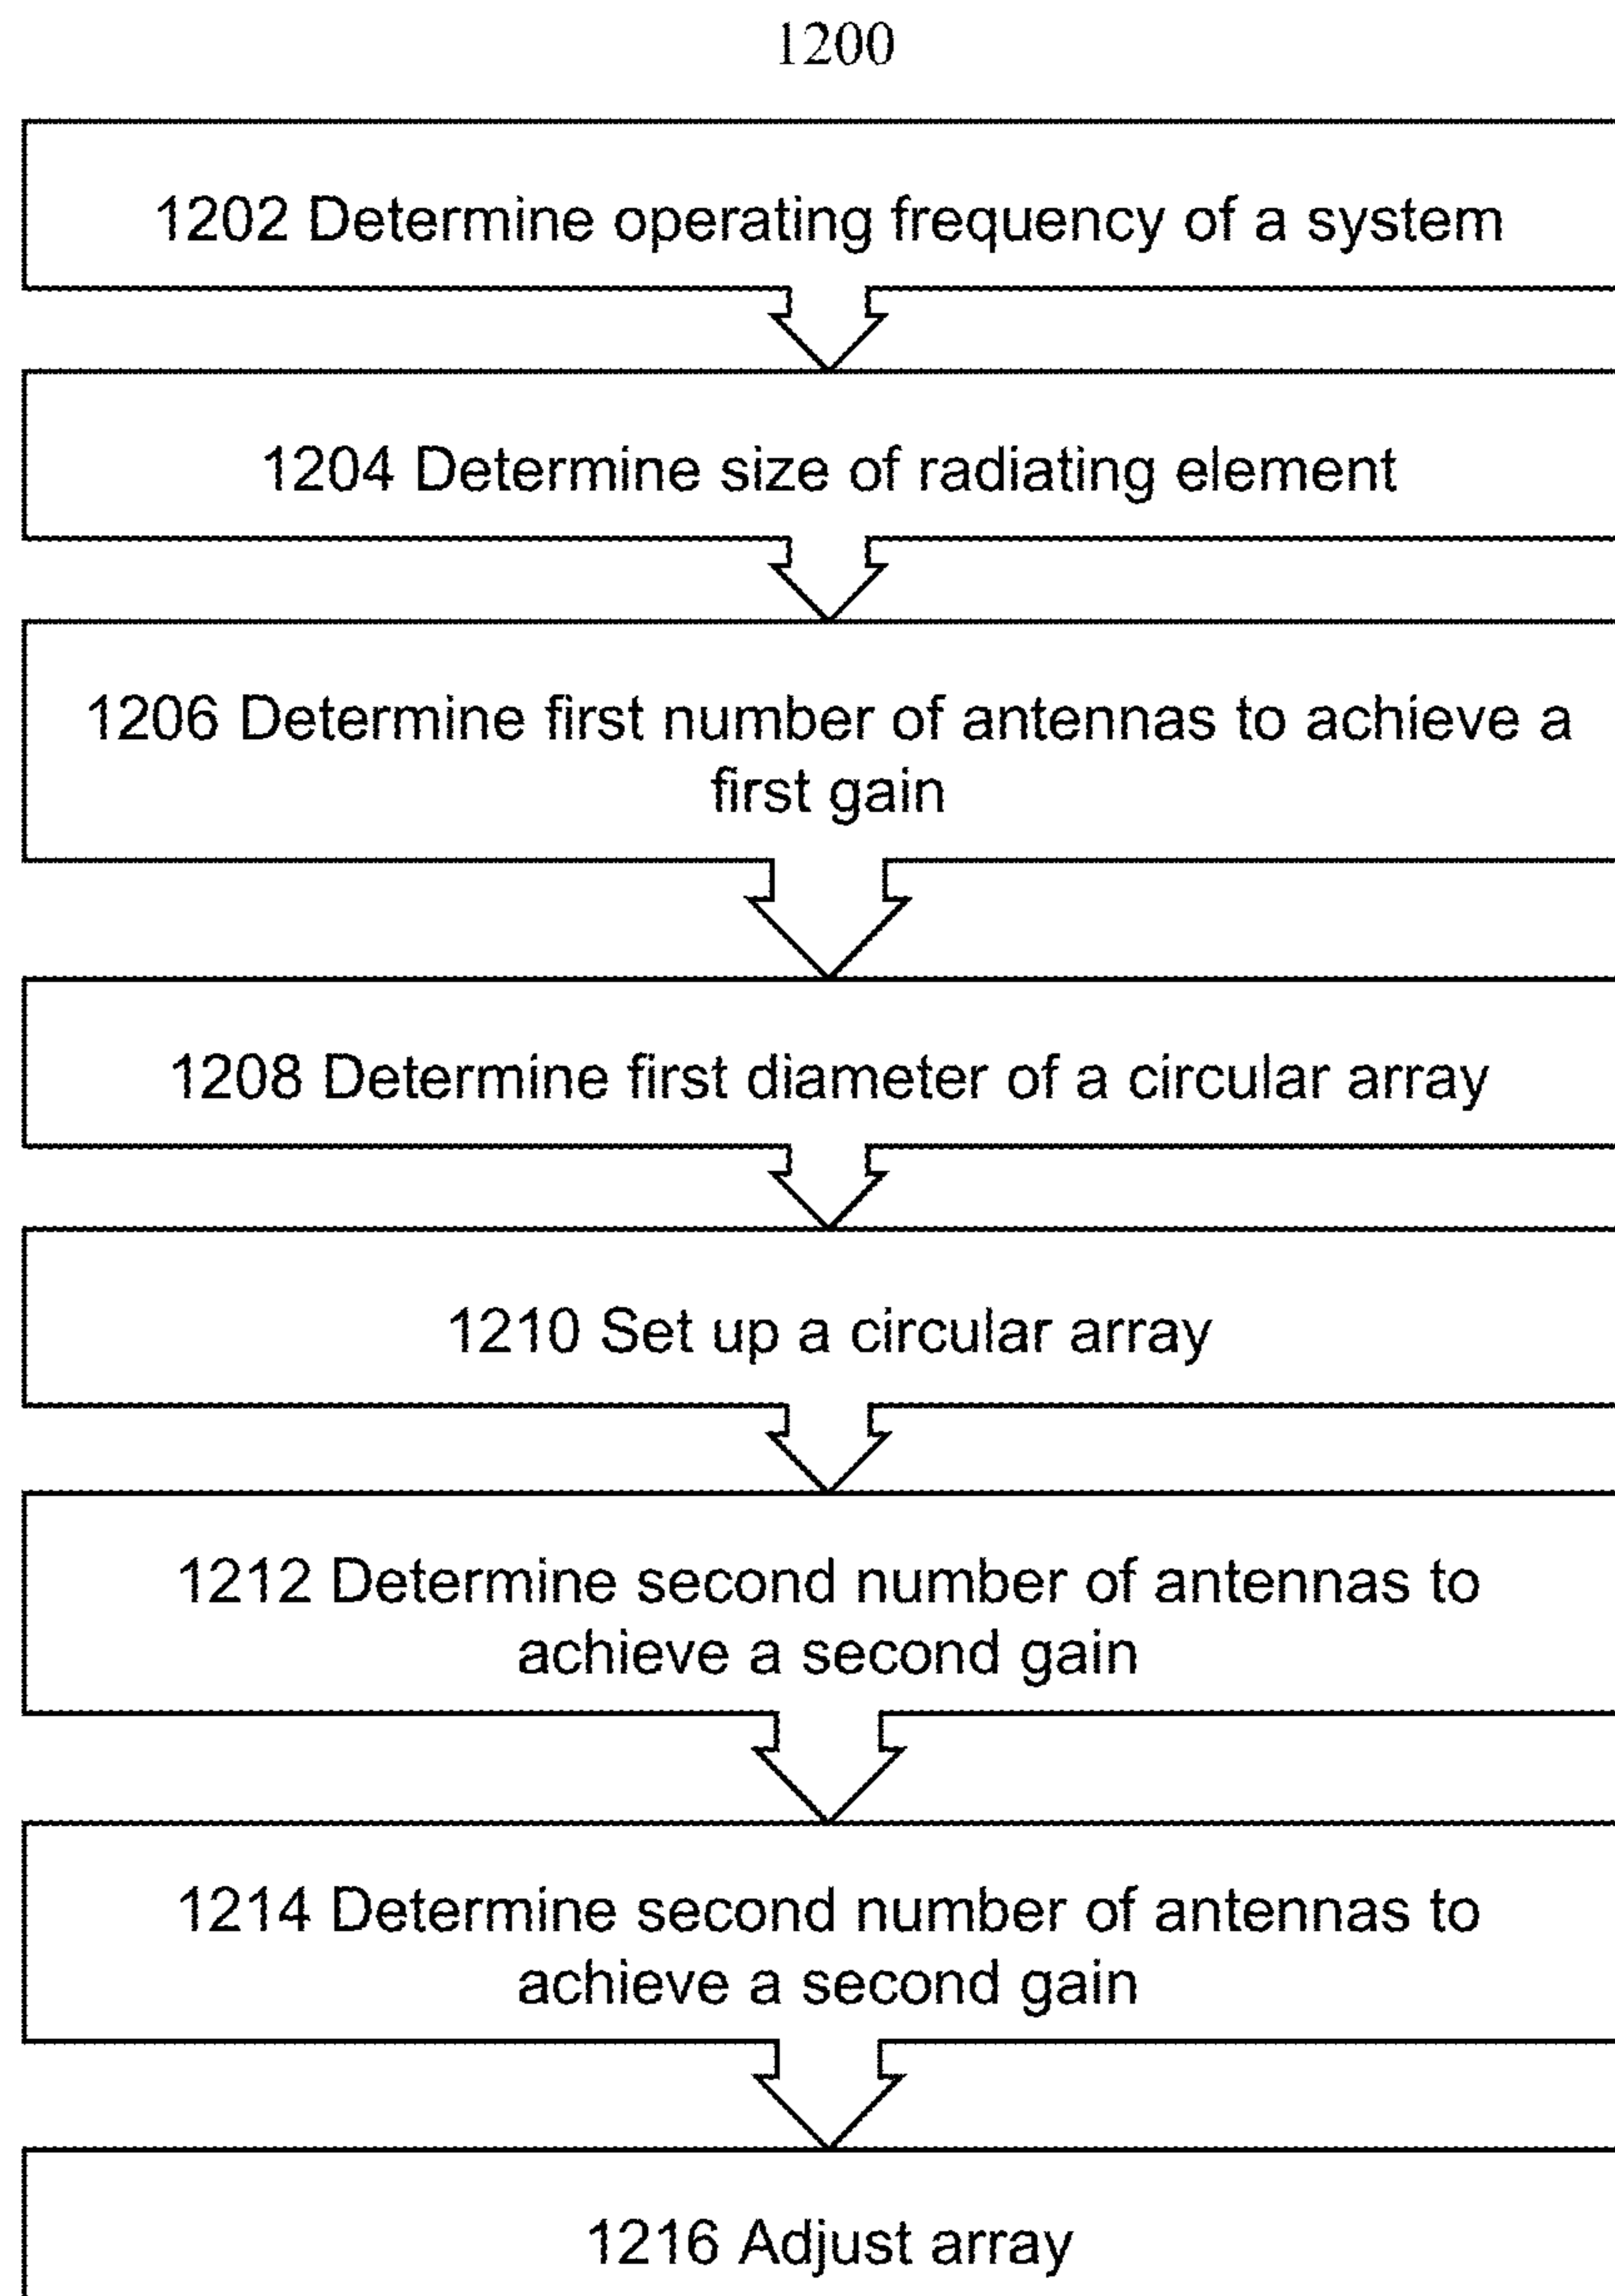 1200
1202 Determine operating frequency of a system
1204 Determine size of radiating element
1206 Determine first number of antennas to achieve a
first gain
1208 Determine first diameter of a circular array
1210 Set up a circular array
1212 Determine second number of antennas to
achieve a second gain
1214 Determine second number of antennas to
achieve a second gain
1216 Adjust array